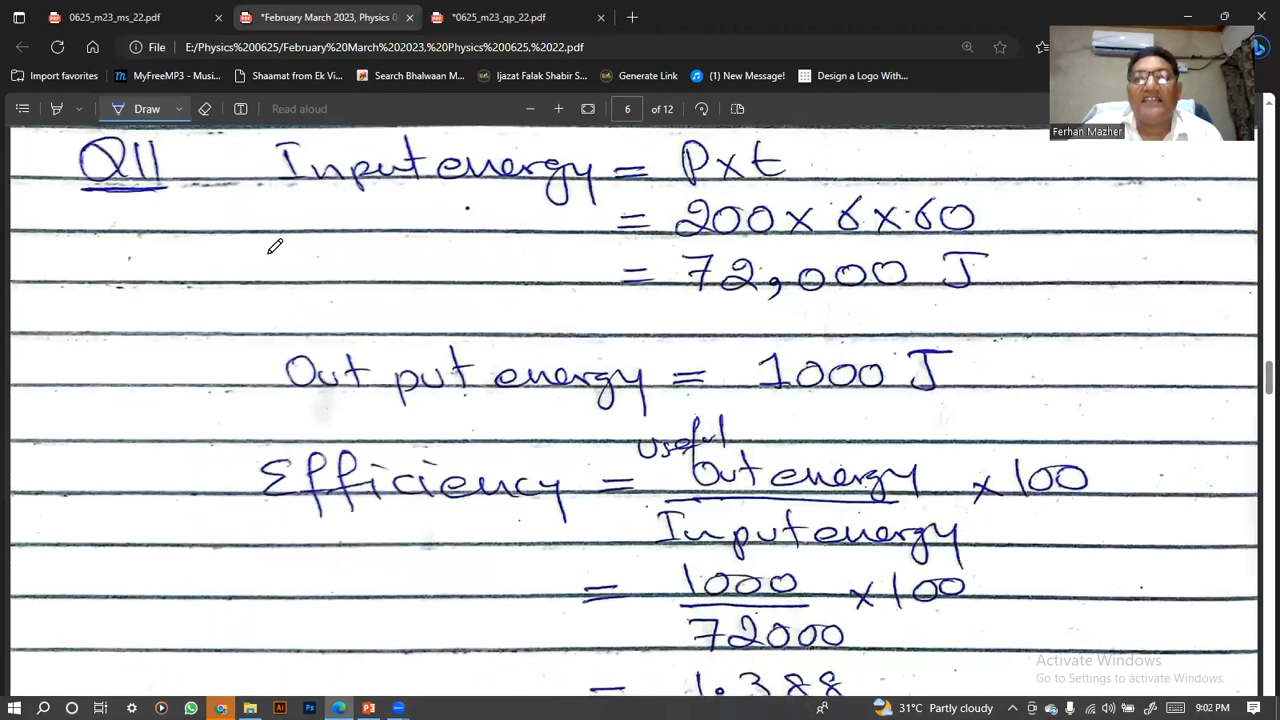 0625_m23_ms_22.pdf
*February March 2023, Physics 0
*0625_m23_qp_22.pdf
File
E:/Physics%200625/February%20March%202023,%20Physics%200625,%2022.pdf
Import favorites
MyFreeMP3 - Musi...
Shaamat from Ek Vi...
Search Bhalwaan M...
Ijazat Falak Shabir S...
Generate Link
(1) New Message!
Design a Logo With...
Draw
Read aloud
6 of 12
Ferhan Mazher
Q11 Input energy = P x t
= 200 x 6 x 60
= 72,000 J
Out put energy = 1000 J
useful
Efficiency = Out energy x 100
Input energy
= 1000 x 100
72000
= 1.388
Activate Windows
Go to Settings to activate Windows.
31°C Partly cloudy
ENG
9:02 PM